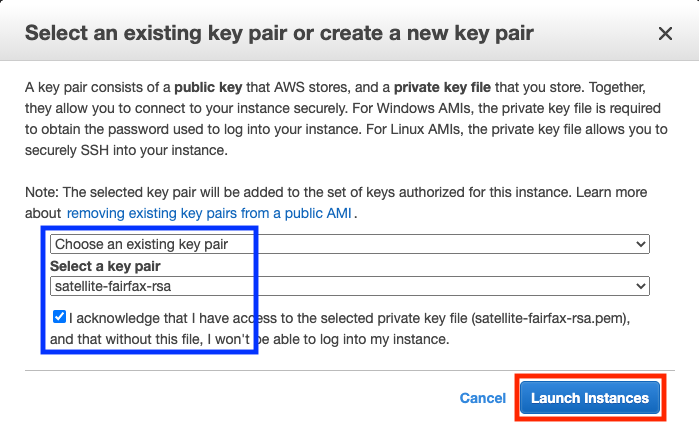 Select an existing key pair or create a new key pair
A key pair consists of a public key that AWS stores, and a private key file that you store. Together,
they allow you to connect to your instance securely. For Windows AMIs, the private key file is required
to obtain the password used to log into your instance. For Linux AMIs, the private key file allows you to
securely SSH into your instance.
Note: The selected key pair will be added to the set of keys authorized for this instance. Learn more
about removing existing key pairs from a public AMI.
Choose an existing key pair
Select a key pair
satellite-fairfax-rsa
I acknowledge that I have access to the selected private key file (satellite-fairfax-rsa.pem),
and that without this file, I won't be able to log into my instance.
Cancel Launch Instances